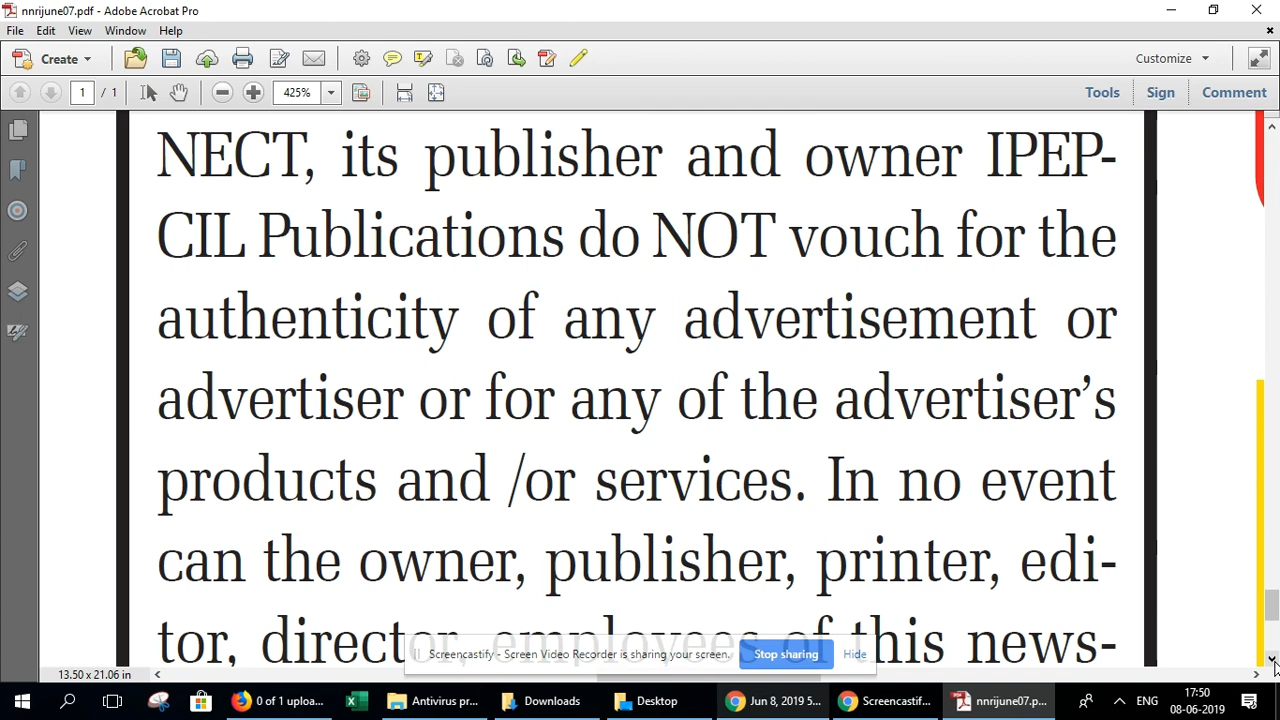 nnrijune07.pdf - Adobe Acrobat Pro
File Edit View Window Help
Create Customize
1 / 1 425% Tools Sign Comment
NECT, its publisher and owner IPEP-
CIL Publications do NOT vouch for the
authenticity of any advertisement or
advertiser or for any of the advertiser’s
products and /or services. In no event
can the owner, publisher, printer, edi-
tor, director, employees of this news-
Screencastify - Screen Video Recorder is sharing your screen. Stop sharing Hide
13.50 x 21.06 in
0 of 1 uploa... Antivirus pr... Downloads Desktop Jun 8, 2019 5... Screencastif... nnrijune07.p... ENG 17:50
08-06-2019